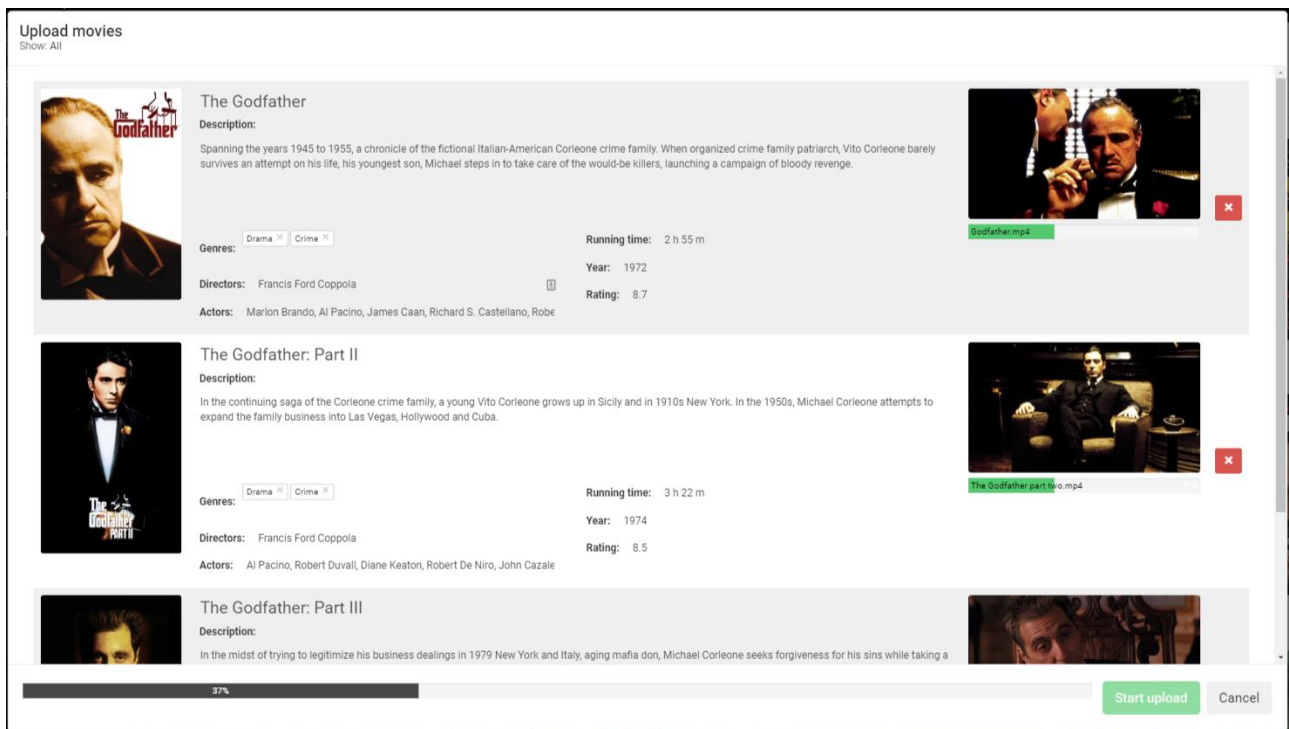 Upload movies
Show: All
The Godfather
The
Godfather
Description:
Spanning the years 1945 to 1955, a chronicle of the fictional Italian-American Corleone crime family. When organized crime family patriarch, Vito Corleone barely
survives an attempt on his life, his youngest son, Michael steps in to take care of the would-be killers, launching a campaign of bloody revenge.
Genres: Drama × Crime ×
Running time: 2 h 55 m
Godfather.mp4
Year: 1972
Directors: Francis Ford Coppola
Rating: 8.7
Actors: Marlon Brando, Al Pacino, James Caan, Richard S. Castellano, Robe
The Godfather: Part II
Description:
In the continuing saga of the Corleone crime family, a young Vito Corleone grows up in Sicily and in 1910s New York. In the 1950s, Michael Corleone attempts to
expand the family business into Las Vegas, Hollywood and Cuba.
Genres: Drama × Crime ×
Running time: 3 h 22 m
The Godfather part two.mp4
The
Godfather
PART II
Year: 1974
Directors: Francis Ford Coppola
Rating: 8.5
Actors: Al Pacino, Robert Duvall, Diane Keaton, Robert De Niro, John Cazale
The Godfather: Part III
Description:
In the midst of trying to legitimize his business dealings in 1979 New York and Italy, aging mafia don, Michael Corleone seeks forgiveness for his sins while taking a
37%
Start upload
Cancel